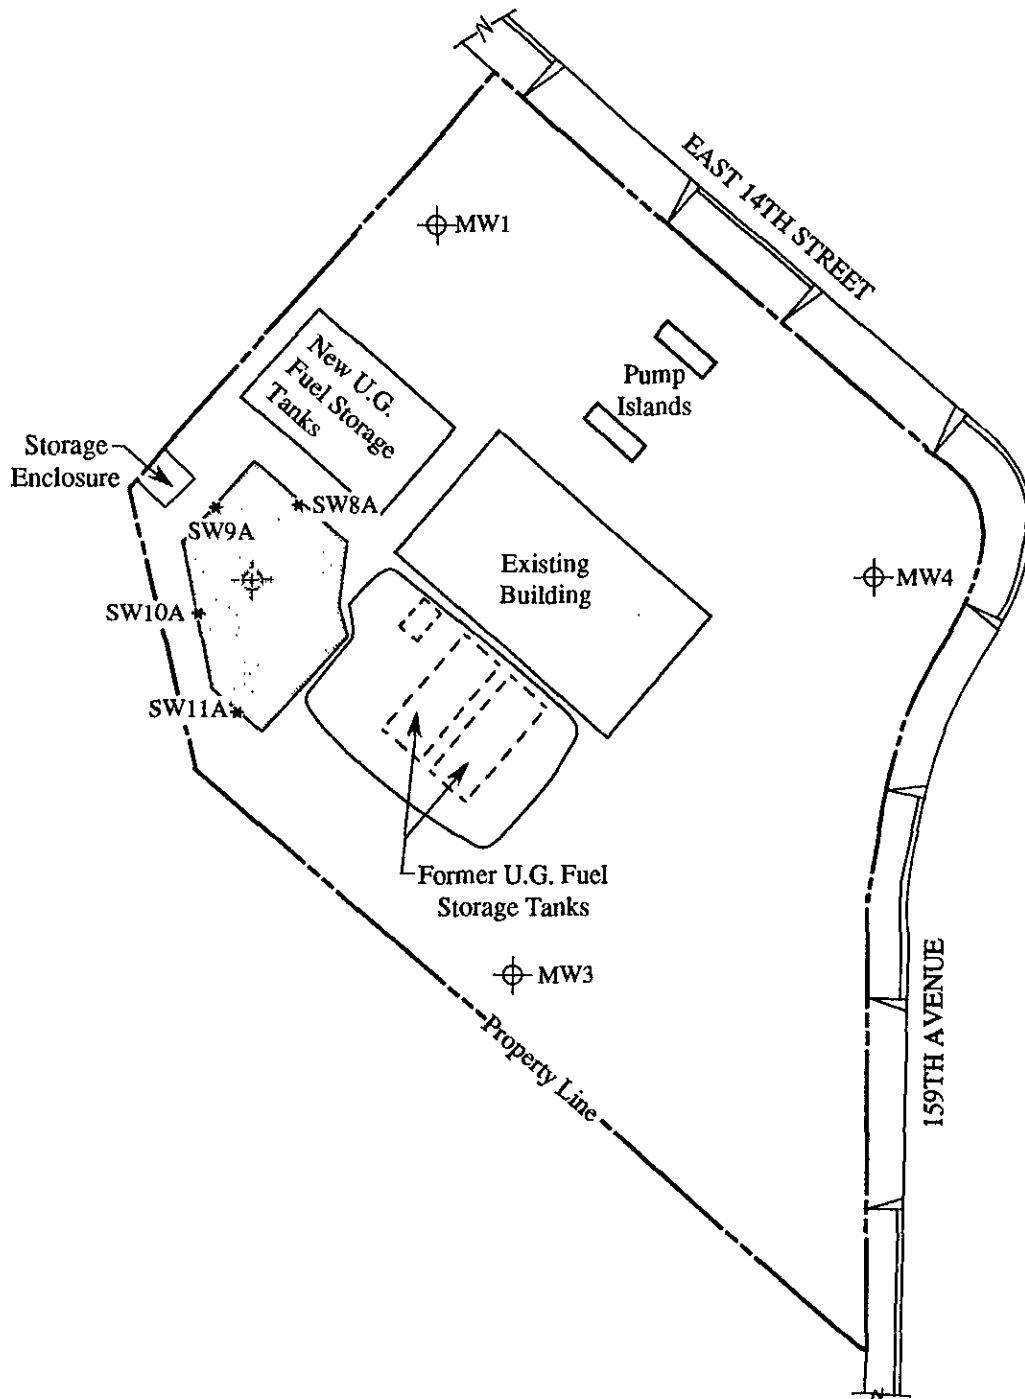 EAST 14TH STREET
MW1
New U.G.
Fuel Storage
Tanks
Pump
Islands
Storage
Enclosure
SW8A
SW9A
Existing
Building
MW4
SW10A
SW11A
Former U.G. Fuel
Storage Tanks
MW3
Property Line
159TH AVENUE